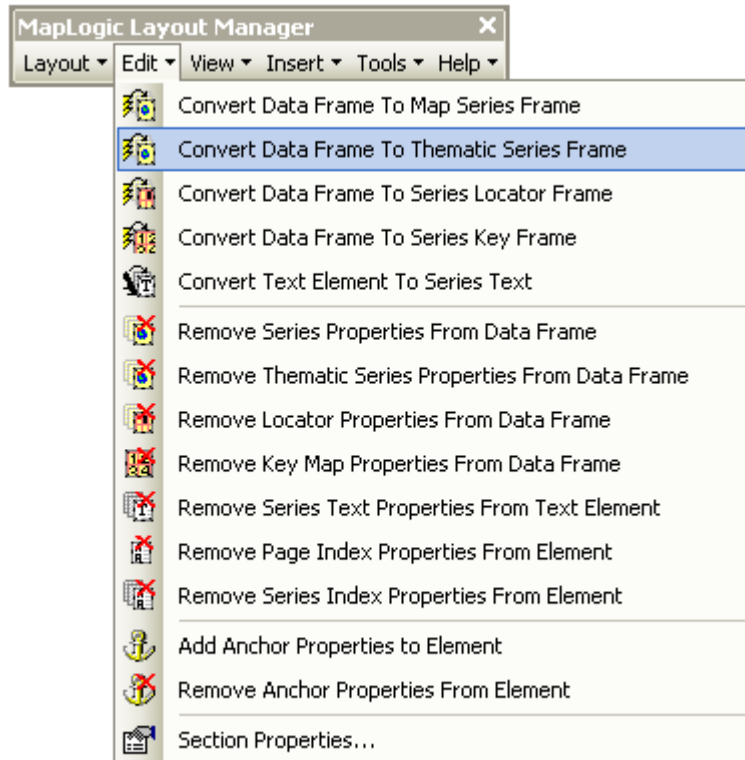 MapLogic Layout Manager
Layout Edit View Insert Tools Help
Convert Data Frame To Map Series Frame
Convert Data Frame To Thematic Series Frame
Convert Data Frame To Series Locator Frame
Convert Data Frame To Series Key Frame
Convert Text Element To Series Text
Remove Series Properties From Data Frame
Remove Thematic Series Properties From Data Frame
Remove Locator Properties From Data Frame
Remove Key Map Properties From Data Frame
Remove Series Text Properties From Text Element
Remove Page Index Properties From Element
Remove Series Index Properties From Element
Add Anchor Properties to Element
Remove Anchor Properties From Element
Section Properties...